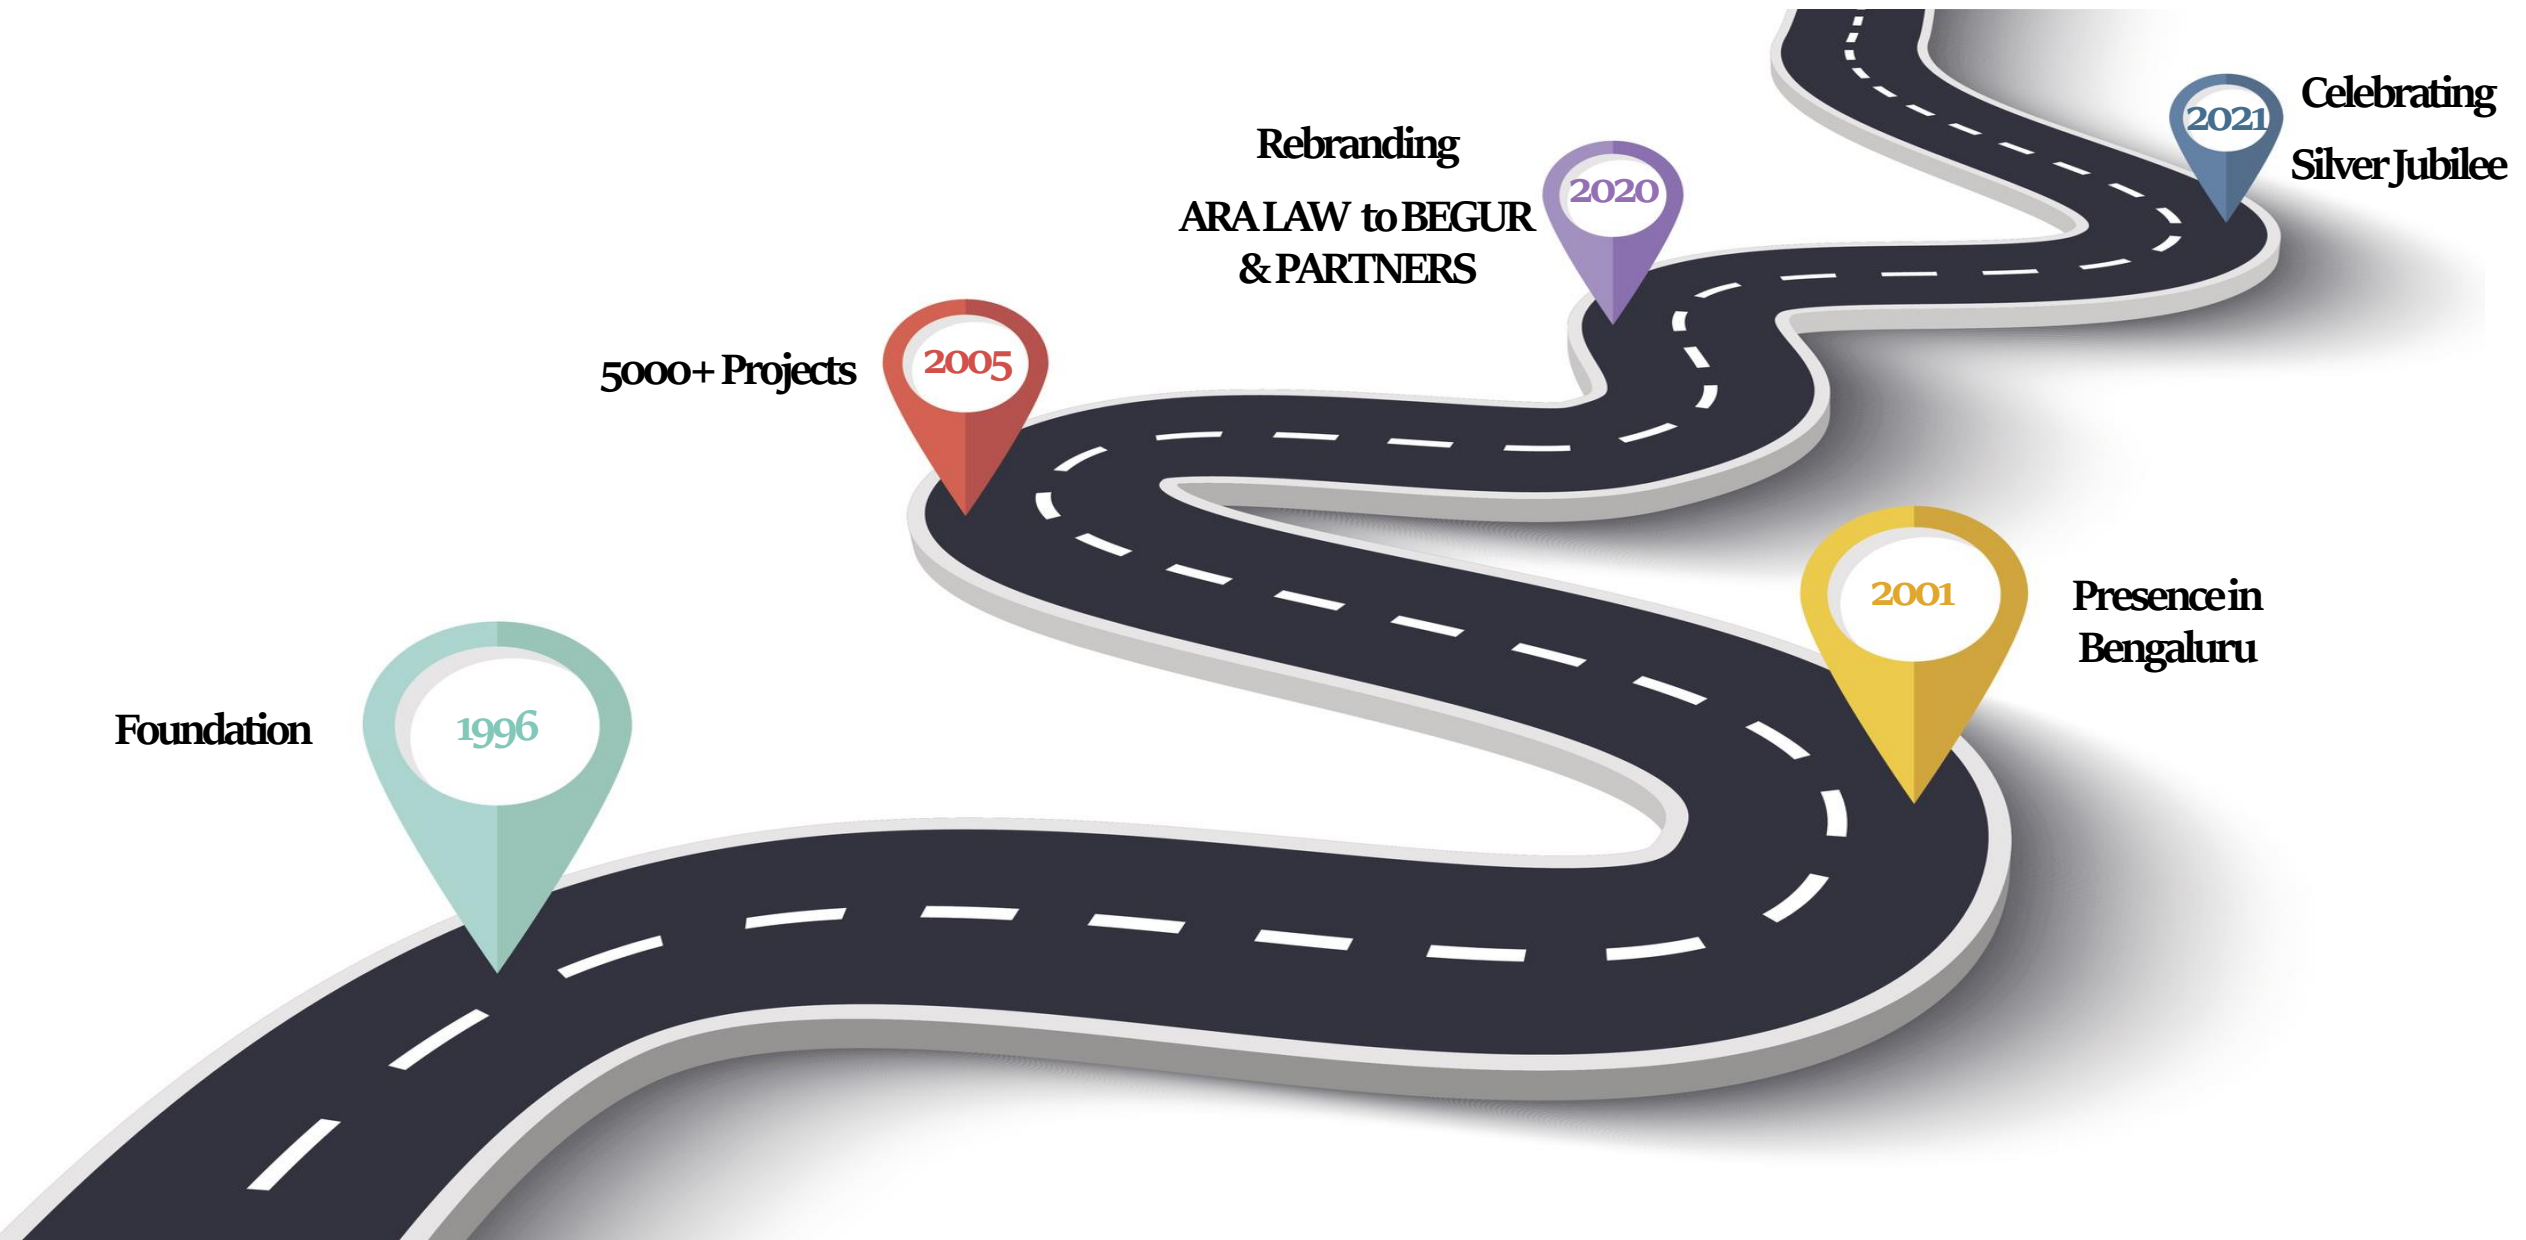 Celebrating
2021
Silver Jubilee
Rebranding
2020
ARA LAW to BEGUR
& PARTNERS
5000+ Projects
2005
2001
Presence in
Bengaluru
Foundation
1996